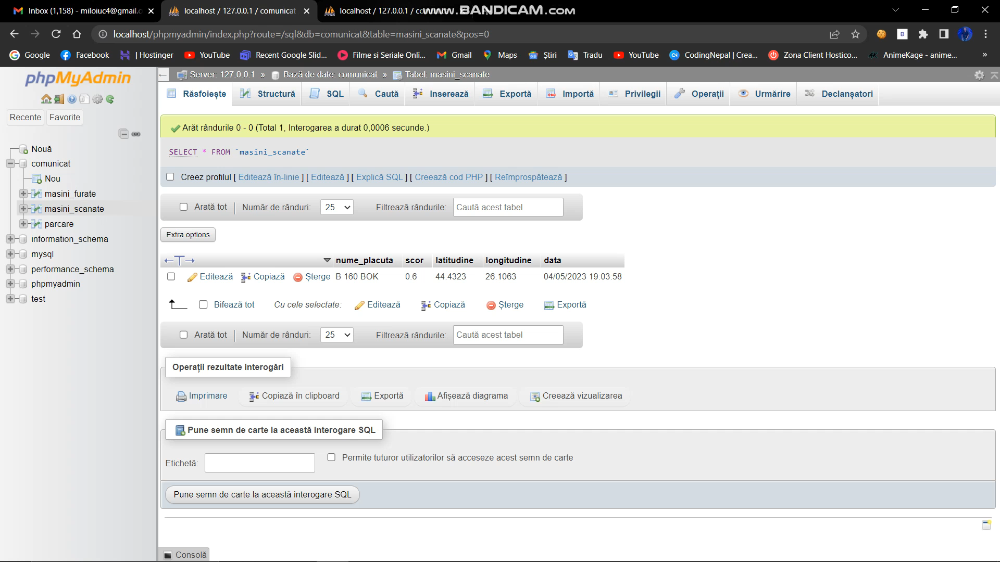 Inbox (1,158) - miloiuc4@gmail.c
localhost / 127.0.0.1 / comunicat
localhost / 127.0.0.1 /
www.BANDICAM.com
localhost/phpmyadmin/index.php?route=/sql&db=comunicat&table=masini_scanate&pos=0
Google
Facebook
| Hostinger
YouTube
Recent Google Slid...
Filme si Seriale Onli...
Gmail
Maps
Știri
Tradu
YouTube
CodingNepal | Crea...
Zona Client Hostico...
AnimeKage - anime...
»
phpMyAdmin
Recente
Favorite
Nouă
comunicat
Nou
masini_furate
masini_scanate
parcare
information_schema
mysql
performance_schema
phpmyadmin
test
Server: 127.0.0.1 » Bază de date: comunicat » Tabel: masini_scanate
Răsfoiește
Structură
SQL
Caută
Inserează
Exportă
Importă
Privilegii
Operații
Urmărire
Declanșatori
Arăt rândurile 0 - 0 (Total 1, Interogarea a durat 0,0006 secunde.)
SELECT * FROM `masini_scanate`
Creez profilul [ Editează în-linie ] [ Editează ] [ Explică SQL ] [ Creează cod PHP ] [ Reîmprospătează ]
Arată tot | Număr de rânduri: 25 Filtrează rândurile: Caută acest tabel
Extra options
←T→ nume_placuta scor latitudine longitudine data
Editează Copiază Șterge B 160 BOK 0.6 44.4323 26.1063 04/05/2023 19:03:58
Bifează tot Cu cele selectate: Editează Copiază Șterge Exportă
Arată tot | Număr de rânduri: 25 Filtrează rândurile: Caută acest tabel
Operații rezultate interogări
Imprimare Copiază în clipboard Exportă Afișează diagrama Creează vizualizarea
Pune semn de carte la această interogare SQL
Etichetă: Permite tuturor utilizatorilor să acceseze acest semn de carte
Pune semn de carte la această interogare SQL
Consolă